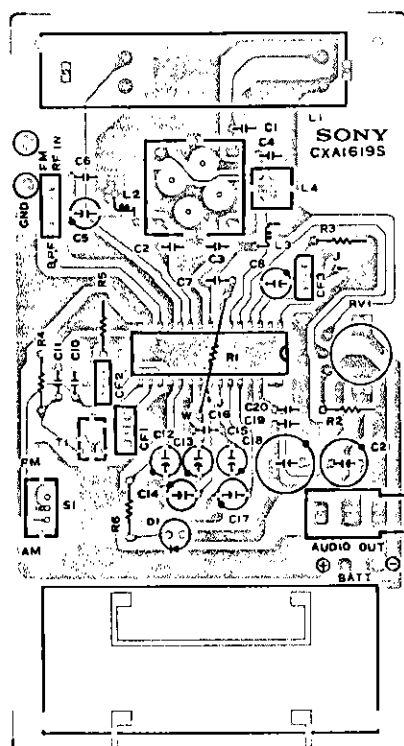 L1
C1
SONY
CXA1619S
C4
FM
RF IN
C6
GND
BPF
C5
L2
L4
C2
C3
L3
R3
C7
C8
CF3
J
RV1
R5
R4
C11
C10
R1
CF2
CF1
T1
W
C16
C20
C19
C12
C13
C15
C18
R2
C21
FM
S1
AM
C14
C17
R6
D1
AUDIO OUT
BATT